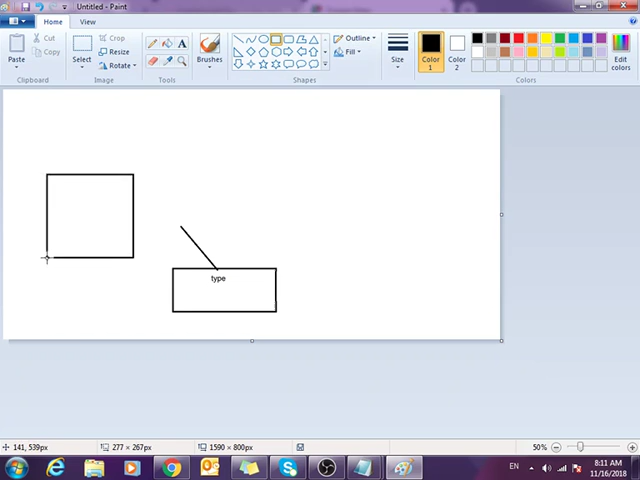 Untitled - Paint
Home
View
Paste
Cut
Copy
Clipboard
Select
Crop
Resize
Rotate
Image
A
Tools
Brushes
Outline
Fill
Shapes
Size
Color
1
Color
2
Edit
colors
Colors
type
141, 539px
277 × 267px
1590 × 800px
50%
EN
8:11 AM
11/16/2018